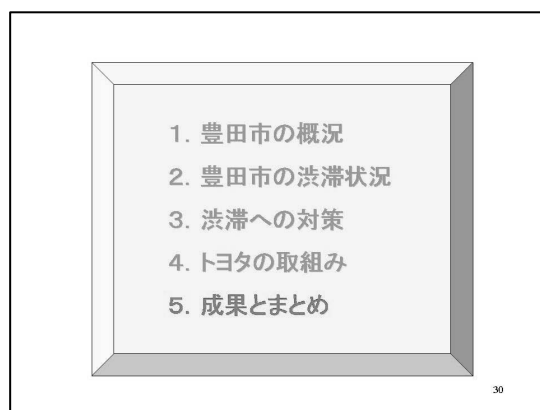 1. 豊田市の概況
2. 豊田市の渋滞状況
3. 渋滞への対策
4. トヨタの取組み
5. 成果とまとめ
30